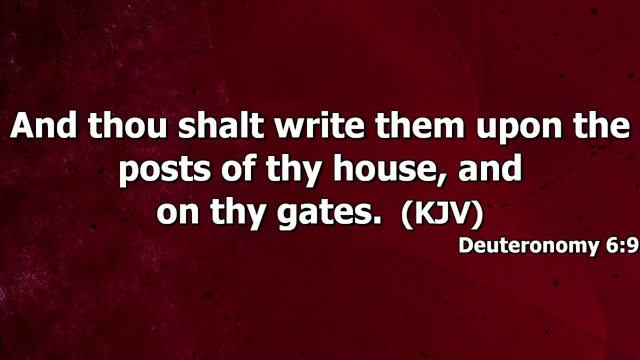 And thou shalt write them upon the
posts of thy house, and
on thy gates.  (KJV)
Deuteronomy 6:9